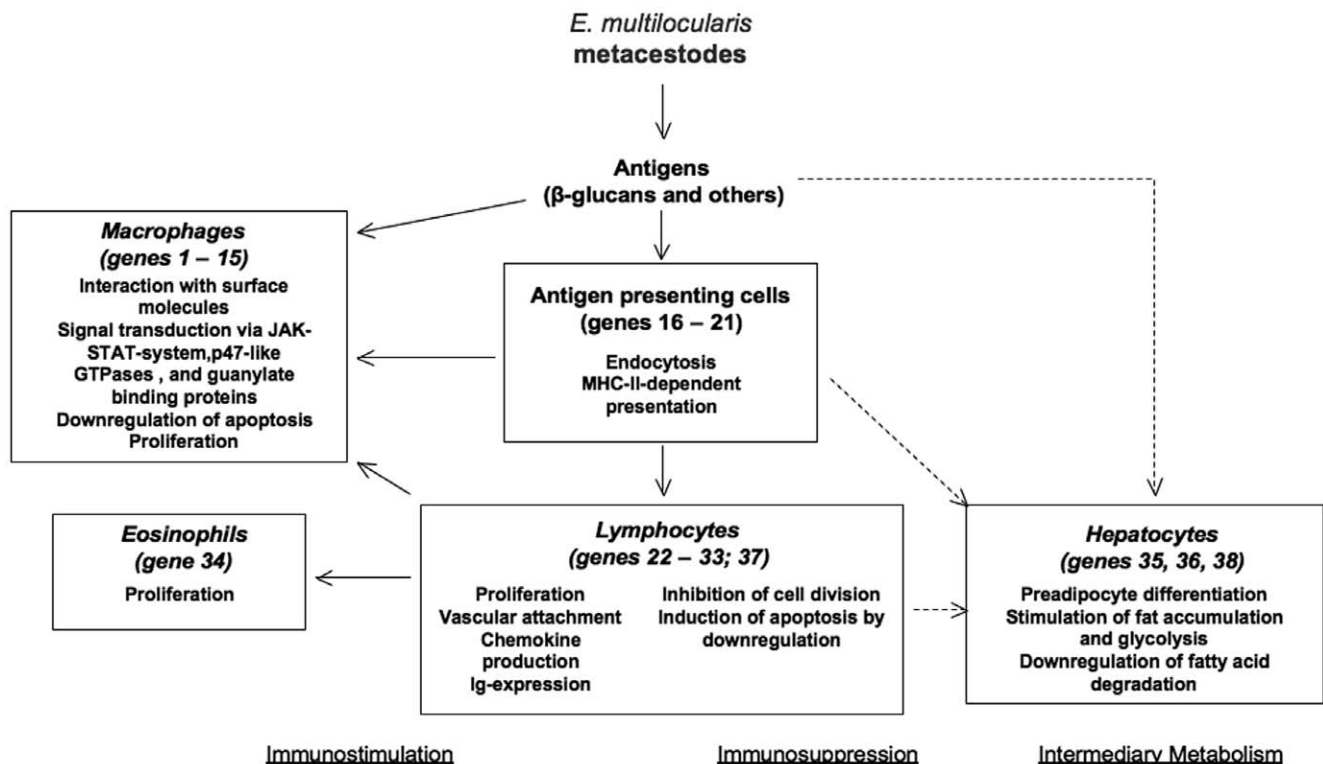 E. multilocularis
metacestodes
Antigens
(β-glucans and others)
Macrophages
(genes 1 – 15)
Interaction with surface
molecules
Signal transduction via JAK-
STAT-system,p47-like
GTPases , and guanylate
binding proteins
Downregulation of apoptosis
Proliferation
Antigen presenting cells
(genes 16 – 21)
Endocytosis
MHC-II-dependent
presentation
Eosinophils
(gene 34)
Proliferation
Lymphocytes
(genes 22 – 33; 37)
Proliferation
Vascular attachment
Chemokine
production
Ig-expression
Inhibition of cell division
Induction of apoptosis by
downregulation
Hepatocytes
(genes 35, 36, 38)
Preadipocyte differentiation
Stimulation of fat accumulation
and glycolysis
Downregulation of fatty acid
degradation
Immunostimulation
Immunosuppression
Intermediary Metabolism